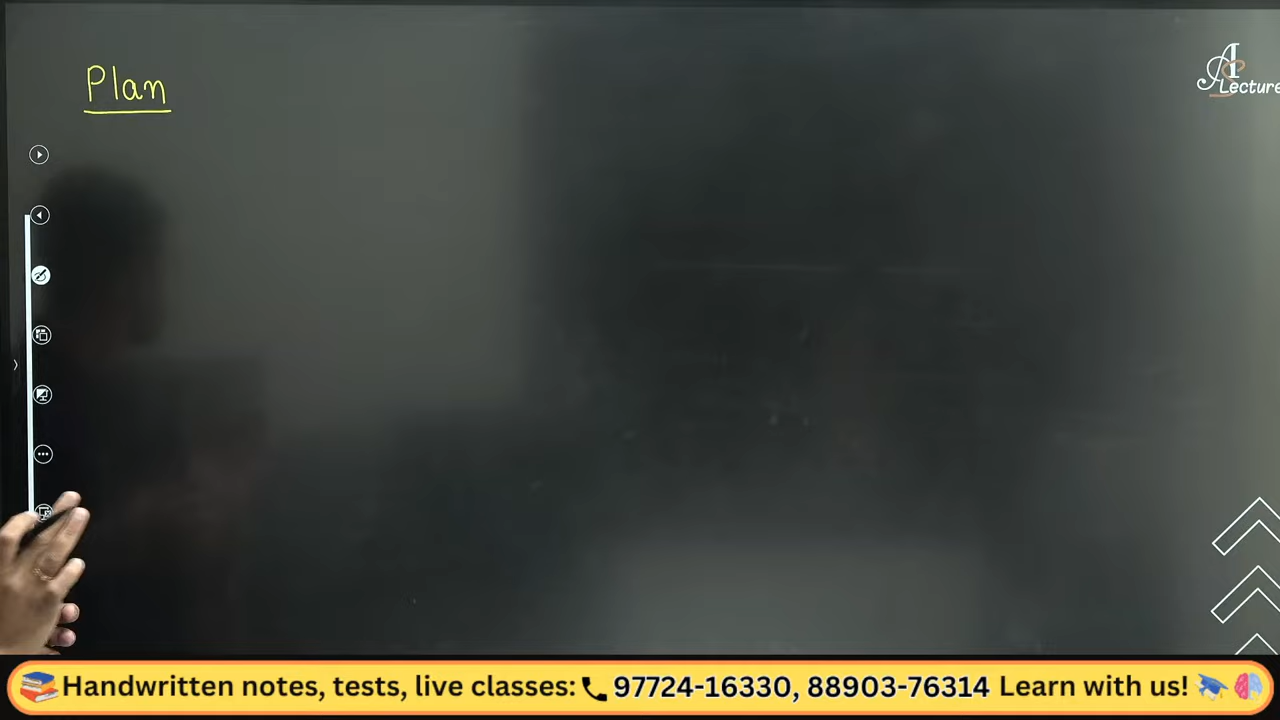 Plan
A
Lecture
Handwritten notes, tests, live classes: 97724-16330, 88903-76314 Learn with us!